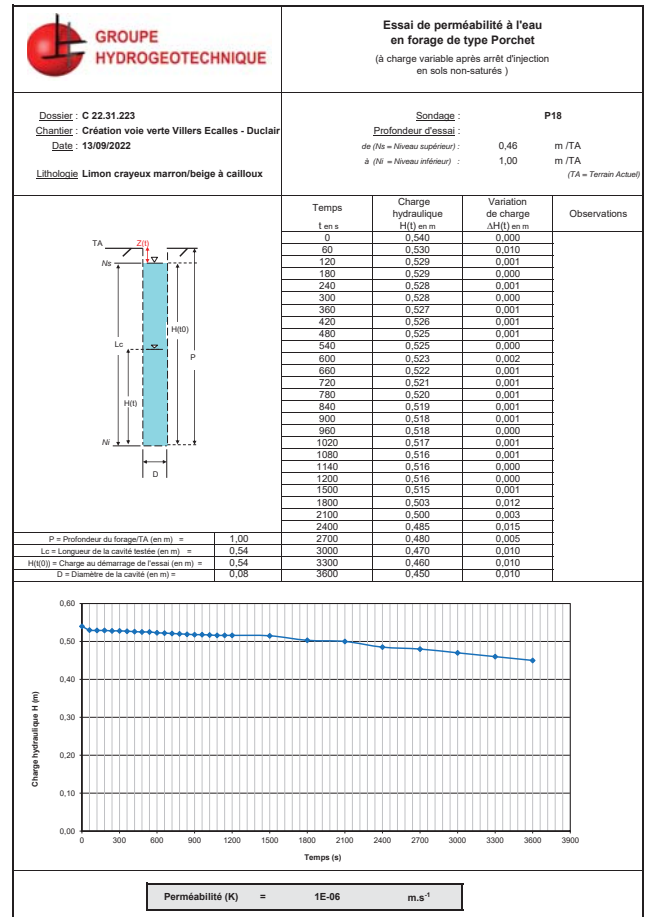 GROUPE
HYDROGEOTECHNIQUE
Essai de perméabilité à l'eau
en forage de type Porchet
(à charge variable après arrêt d'injection
en sols non-saturés )
Dossier : C 22.31.223
Chantier : Création voie verte Villers Ecalles - Duclair
Date : 13/09/2022
Lithologie Limon crayeux marron/beige à cailloux
Sondage : P18
Profondeur d'essai :
de (Ns = Niveau supérieur) : 0,46 m /TA
à (Ni = Niveau inférieur) : 1,00 m /TA
(TA = Terrain Actuel)
TA
Z(t)
Ns
H(t0)
Lc
P
H(t)
Ni
D
Temps Charge hydraulique Variation de charge Observations
t en s H(t) en m ΔH(t) en m
0 0,540 0,000
60 0,530 0,010
120 0,529 0,001
180 0,529 0,000
240 0,528 0,001
300 0,528 0,000
360 0,527 0,001
420 0,526 0,001
480 0,525 0,001
540 0,525 0,000
600 0,523 0,002
660 0,522 0,001
720 0,521 0,001
780 0,520 0,001
840 0,519 0,001
900 0,518 0,001
960 0,518 0,000
1020 0,517 0,001
1080 0,516 0,001
1140 0,516 0,000
1200 0,516 0,000
1500 0,515 0,001
1800 0,503 0,012
2100 0,500 0,003
2400 0,485 0,015
2700 0,480 0,005
3000 0,470 0,010
3300 0,460 0,010
3600 0,450 0,010
P = Profondeur du forage/TA (en m) = 1,00
Lc = Longueur de la cavité testée (en m) = 0,54
H(t(0)) = Charge au démarrage de l'essai (en m) = 0,54
D = Diamètre de la cavité (en m) = 0,08
Charge hydraulique H (m)
0,60
0,50
0,40
0,30
0,20
0,10
0,00
0 300 600 900 1200 1500 1800 2100 2400 2700 3000 3300 3600 3900
Temps (s)
Perméabilité (K) = 1E-06 m.s-1